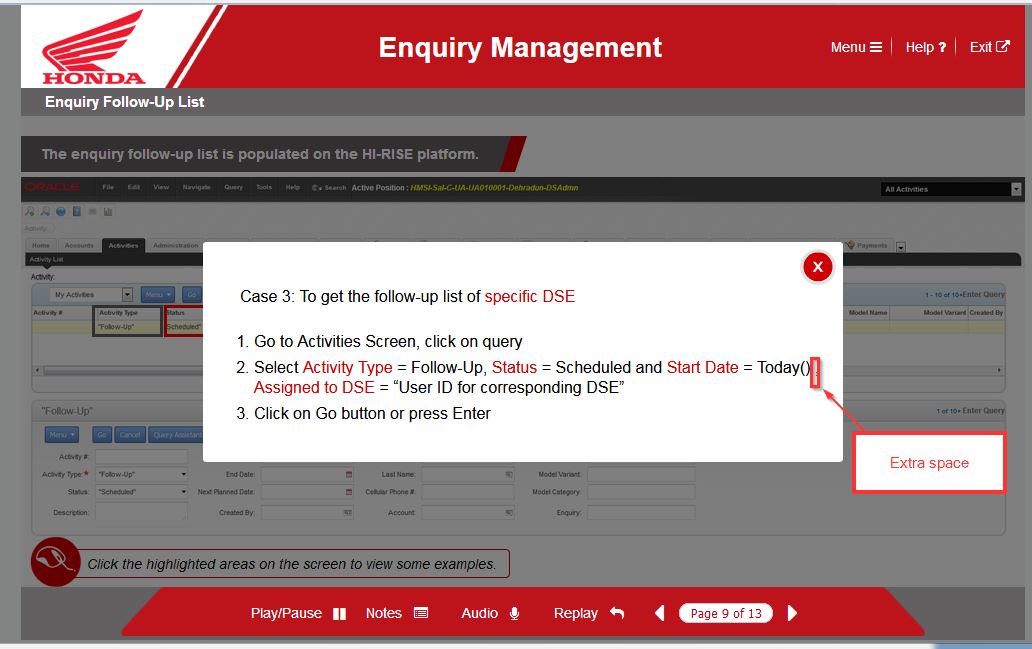 HONDA
Enquiry Management
Menu
Help ?
Exit
Enquiry Follow-Up List
The enquiry follow-up list is populated on the HI-RISE platform.
ORACLE File Edit View Navigate Query Tools Help Search Active Position : HMSI-Sal-C-UA-UA010001-Dehradun-DSAdmn All Activities
Activity
Home Accounts Activities Administration Payments
Activity List
Activity:
My Activities Menu Go 1 - 10 of 10+ Enter Query
Activity # Activity Type Status Model Name Model Variant Created By
"Follow-Up" Scheduled"
X
Case 3: To get the follow-up list of specific DSE
1. Go to Activities Screen, click on query
2. Select Activity Type = Follow-Up, Status = Scheduled and Start Date = Today() ,
Assigned to DSE = “User ID for corresponding DSE”
3. Click on Go button or press Enter
Extra space
"Follow-Up" 1 of 10+ Enter Query
Menu Go Cancel Query Assistant
Activity #:
Activity Type:* "Follow-Up" End Date: Last Name: Model Variant:
Status: "Scheduled" Next Planned Date: Cellular Phone #: Model Category:
Description: Created By: Account: Enquiry:
Click the highlighted areas on the screen to view some examples.
Play/Pause Notes Audio Replay Page 9 of 13